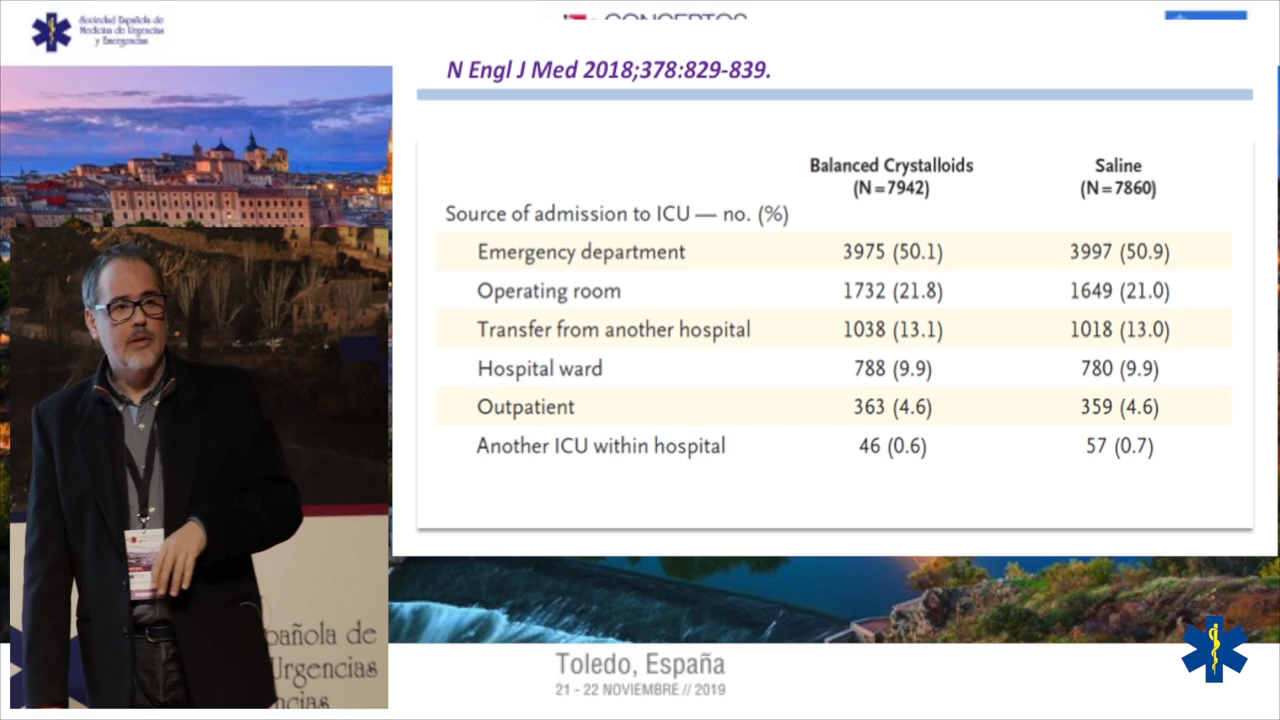 Sociedad Española de
Medicina de Urgencias
y Emergencias
CONCEPTOS
N Engl J Med 2018;378:829-839.
Balanced Crystalloids Saline
(N=7942) (N=7860)
Source of admission to ICU — no. (%)
Emergency department 3975 (50.1) 3997 (50.9)
Operating room 1732 (21.8) 1649 (21.0)
Transfer from another hospital 1038 (13.1) 1018 (13.0)
Hospital ward 788 (9.9) 780 (9.9)
Outpatient 363 (4.6) 359 (4.6)
Another ICU within hospital 46 (0.6) 57 (0.7)
pañola de
Urgencias
ncias
Toledo, España
21 - 22 NOVIEMBRE // 2019